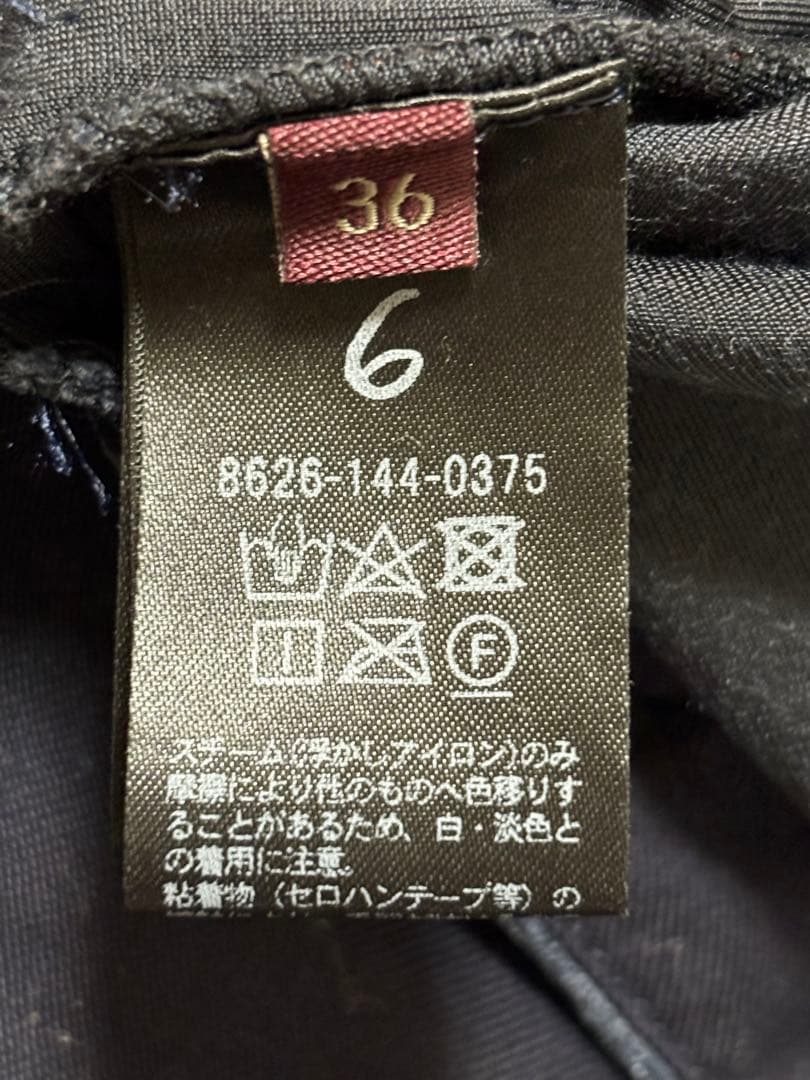 36
6
8626-144-0375
F
スチーム(浮かしアイロン)のみ
摩擦により他のものへ色移りす
ることがあるため、白・淡色と
の着用に注意。
粘着物(セロハンテープ等)の